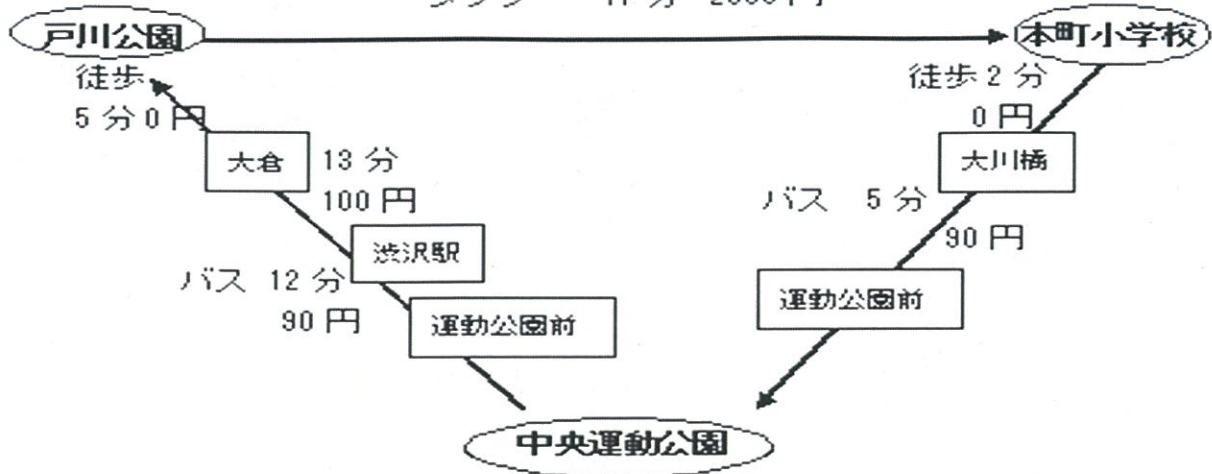 戸川公園
本町小学校
徒歩
5分0円
徒歩2分
0円
大倉
13分
100円
大川橋
バス 5分
90円
渋沢駅
バス 12分
90円
運動公園前
運動公園前
中央運動公園